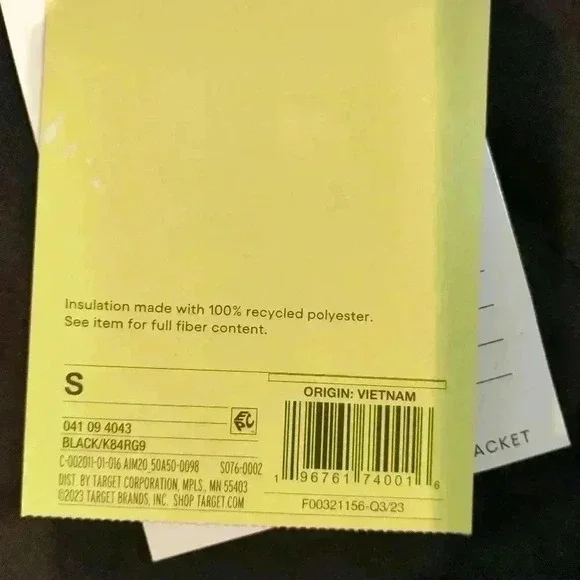 Insulation made with 100% recycled polyester.
See item for full fiber content.
S
ORIGIN: VIETNAM
041 09 4043
EPC
BLACK/K84RG9
C-002011-01-016 AIM20_50A50-0098 S076-0002
DIST. BY TARGET CORPORATION, MPLS., MN 55403
©2023 TARGET BRANDS, INC. SHOP TARGET.COM
1 96761 74001 6
F00321156-Q3/23
ACKET